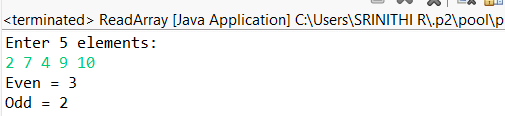 <terminated> ReadArray [Java Application] C:\Users\SRINITHI R\.p2\pool\p
Enter 5 elements:
2 7 4 9 10
Even = 3
Odd = 2